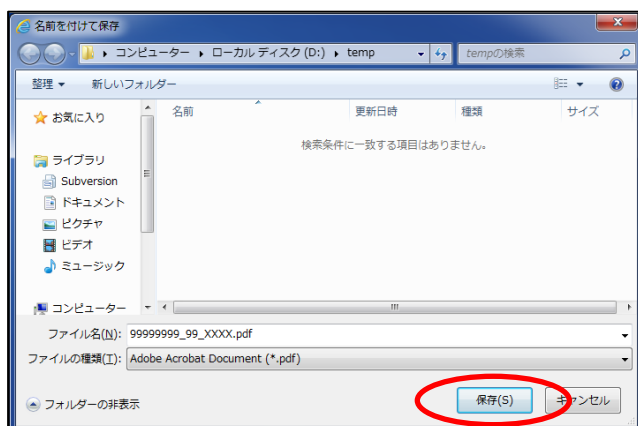 名前を付けて保存
コンピューター ▸ ローカル ディスク (D:) ▸ temp
tempの検索
整理
新しいフォルダー
名前
更新日時
種類
サイズ
検索条件に一致する項目はありません。
お気に入り
ライブラリ
Subversion
ドキュメント
ピクチャ
ビデオ
ミュージック
コンピューター
ファイル名(N): 99999999_99_XXXX.pdf
ファイルの種類(T): Adobe Acrobat Document (*.pdf)
フォルダーの非表示
保存(S)
キャンセル